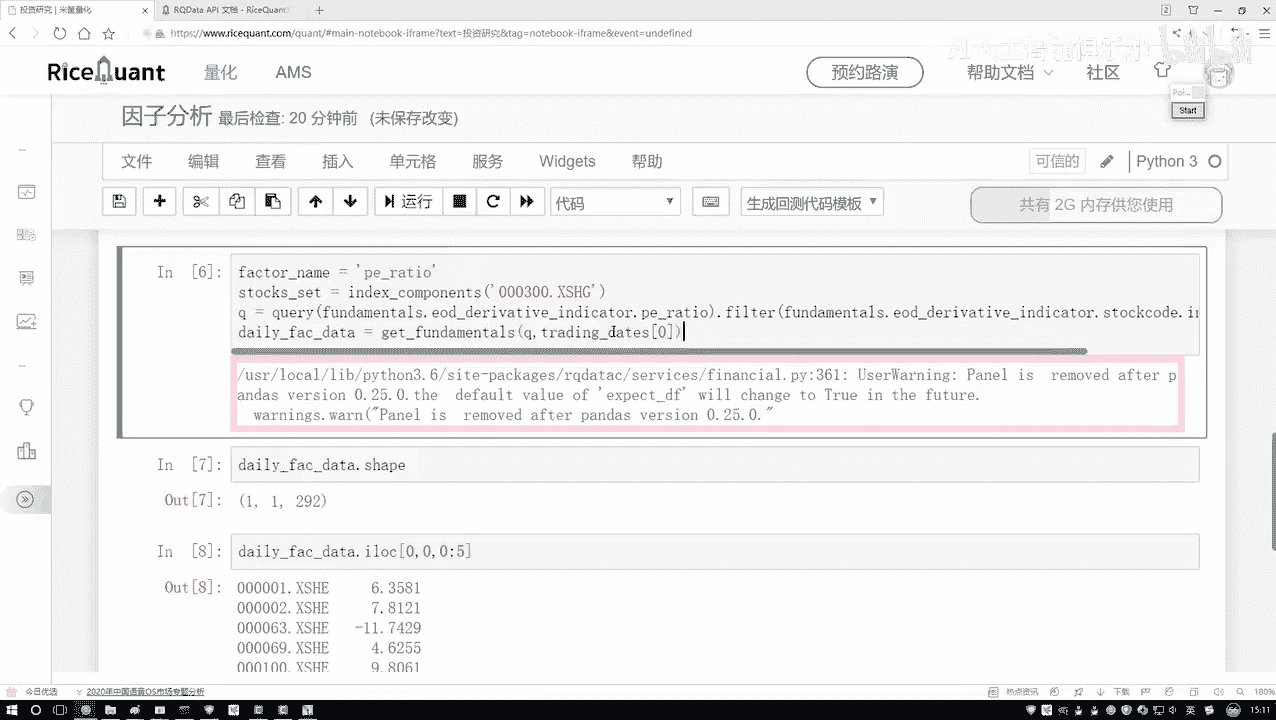 投资研究 | 米筐量化
RQData API 文档 - RiceQuant
https://www.ricequant.com/quant/#main-notebook-iframe?text=投资研究&tag=notebook-iframe&event=undefined
RiceQuant
量化
AMS
预约路演
帮助文档
社区
Start
因子分析 最后检查: 20 分钟前 (未保存改变)
文件 编辑 查看 插入 单元格 服务 Widgets 帮助
可信的
Python 3
运行
代码
生成回测代码模板
共有 2G 内存供您使用
In [6]:
factor_name = 'pe_ratio'
stocks_set = index_components('000300.XSHG')
q = query(fundamentals.eod_derivative_indicator.pe_ratio).filter(fundamentals.eod_derivative_indicator.stockcode.in
daily_fac_data = get_fundamentals(q,trading_dates[0])
/usr/local/lib/python3.6/site-packages/rqdatac/services/financial.py:361: UserWarning: Panel is removed after p
andas version 0.25.0.the default value of 'expect_df' will change to True in the future.
warnings.warn("Panel is removed after pandas version 0.25.0."
In [7]: daily_fac_data.shape
Out[7]: (1, 1, 292)
In [8]: daily_fac_data.iloc[0,0,0:5]
Out[8]: 000001.XSHE 6.3581
000002.XSHE 7.8121
000063.XSHE -11.7429
000069.XSHE 4.6255
000100.XSHE 9.8061
今日优选
2020年中国语音OS市场专题分析
热点资讯
下载
180%
英
15:11